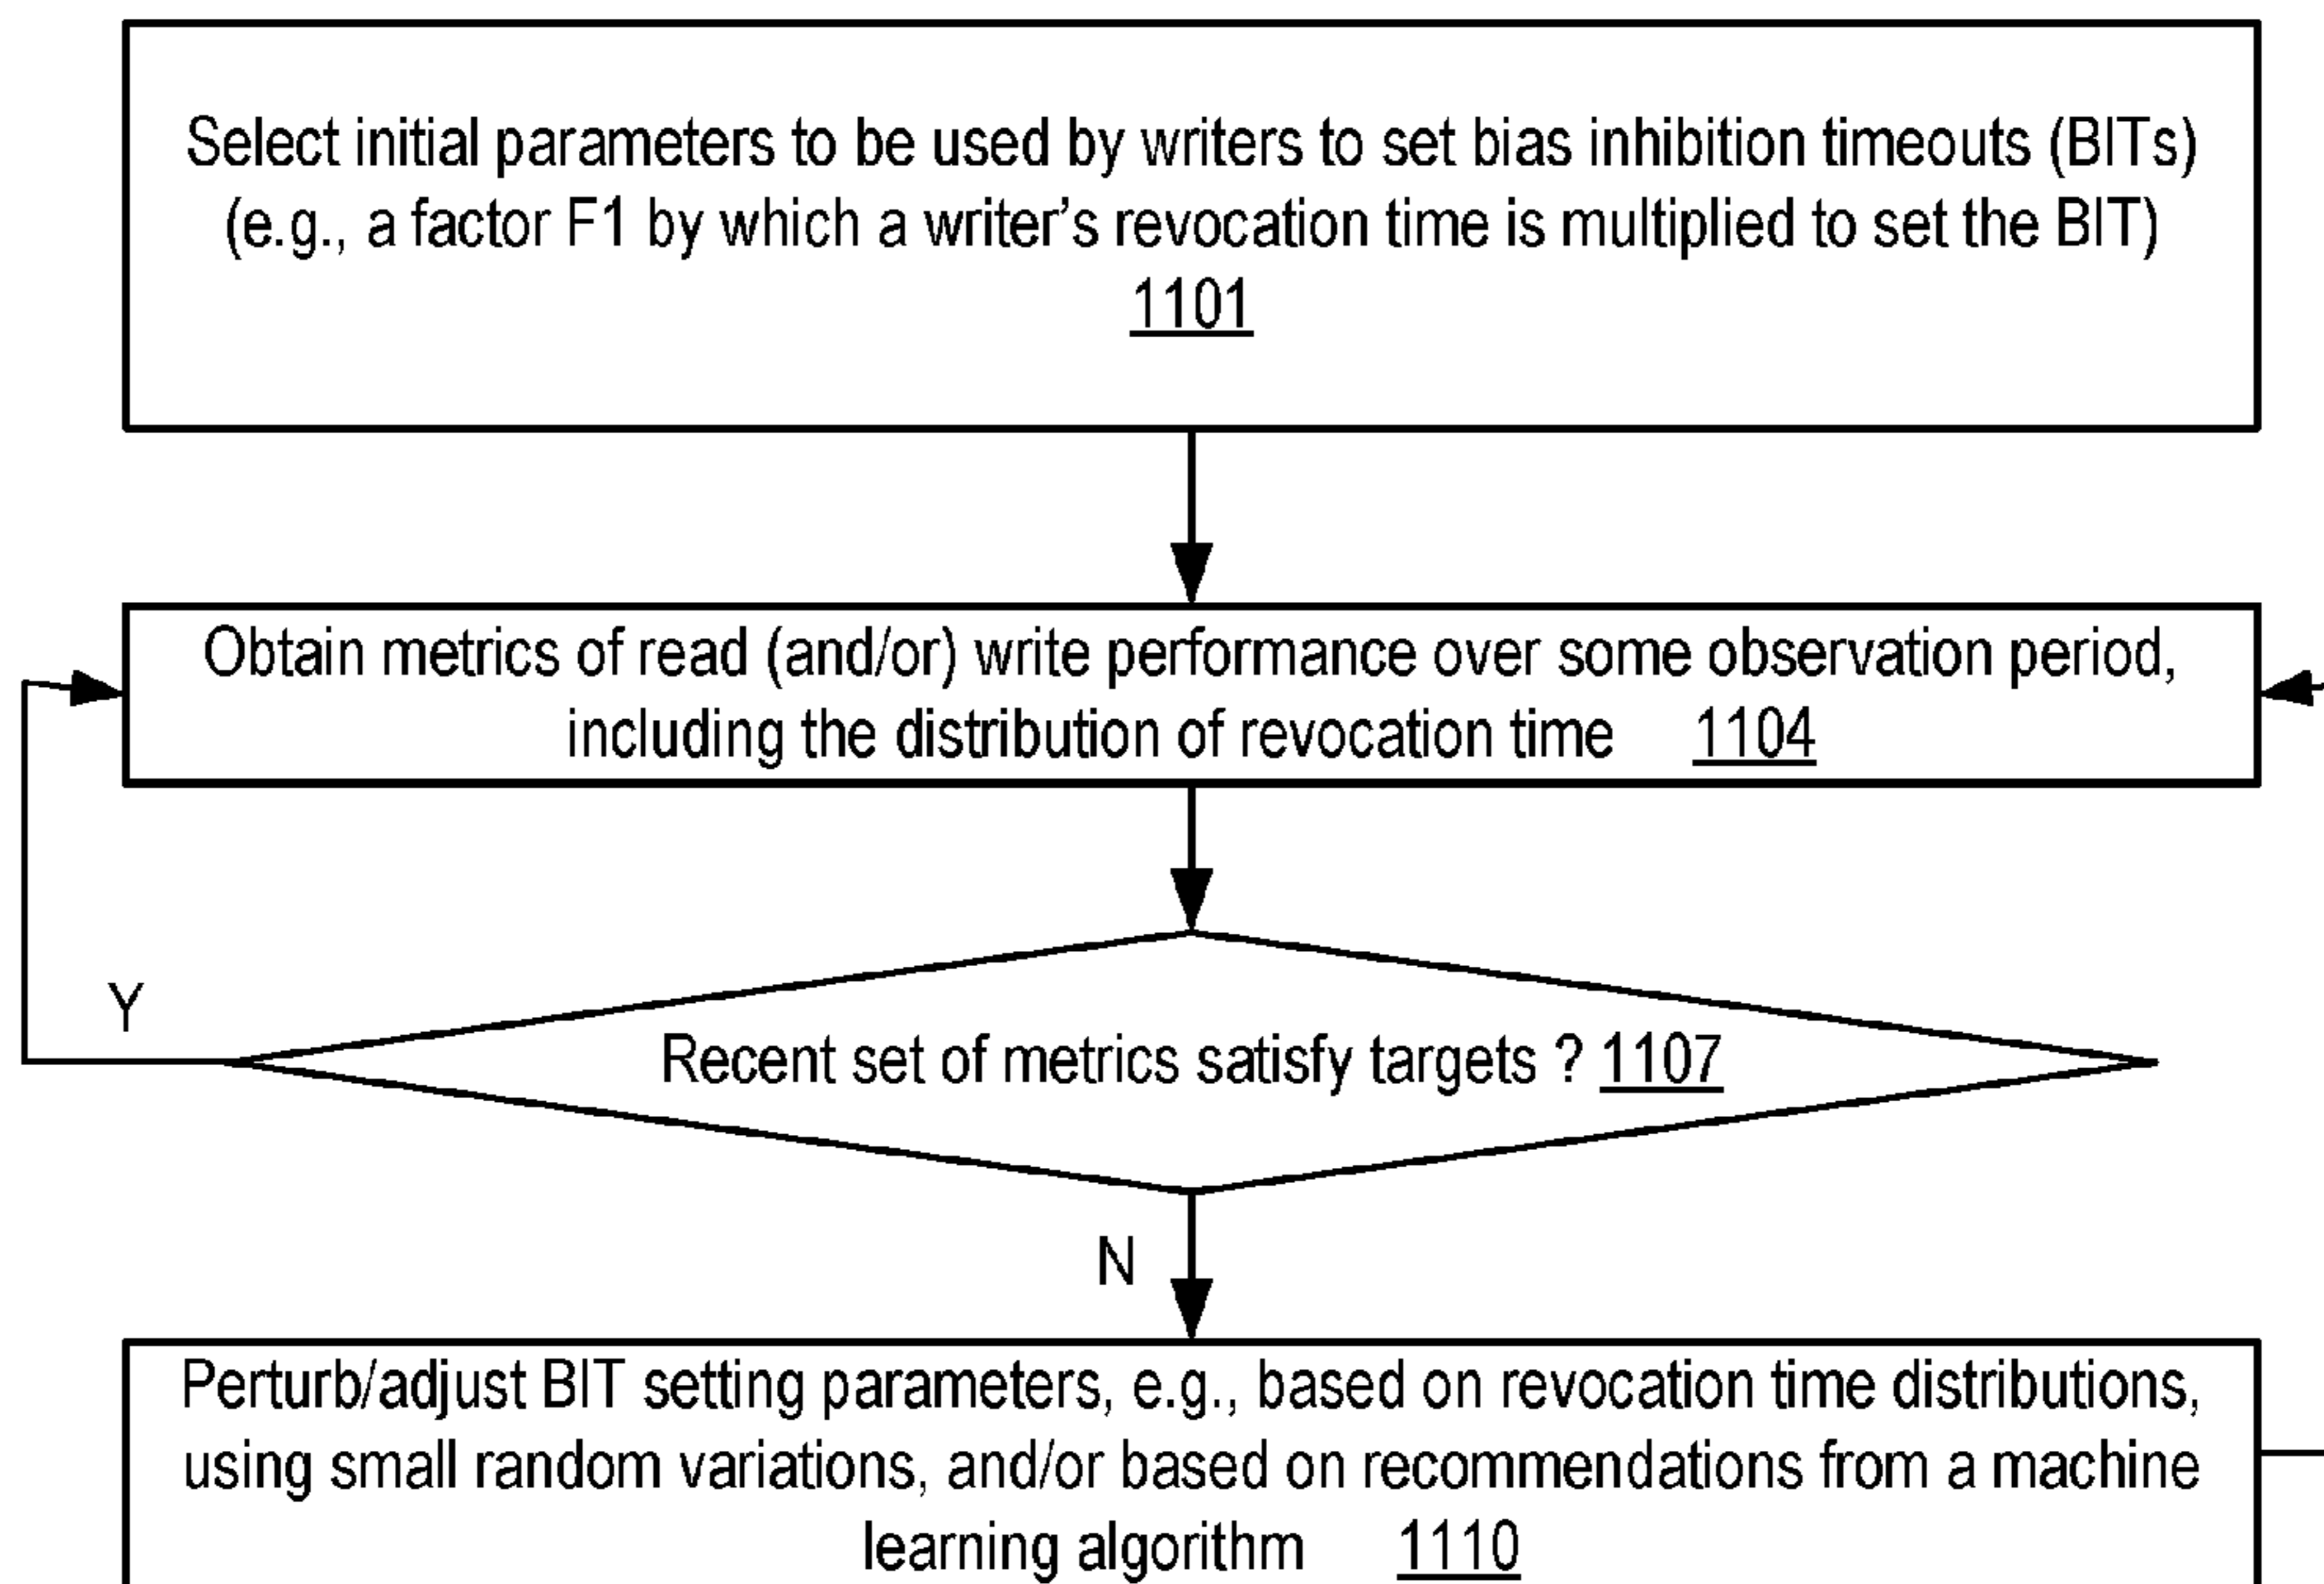 Select initial parameters to be used by writers to set bias inhibition timeouts (BITs)
(e.g., a factor F1 by which a writer's revocation time is multiplied to set the BIT)
1101
Obtain metrics of read (and/or) write performance over some observation period,
including the distribution of revocation time 1104
Y
Recent set of metrics satisfy targets ? 1107
N
Perturb/adjust BIT setting parameters, e.g., based on revocation time distributions,
using small random variations, and/or based on recommendations from a machine
learning algorithm 1110